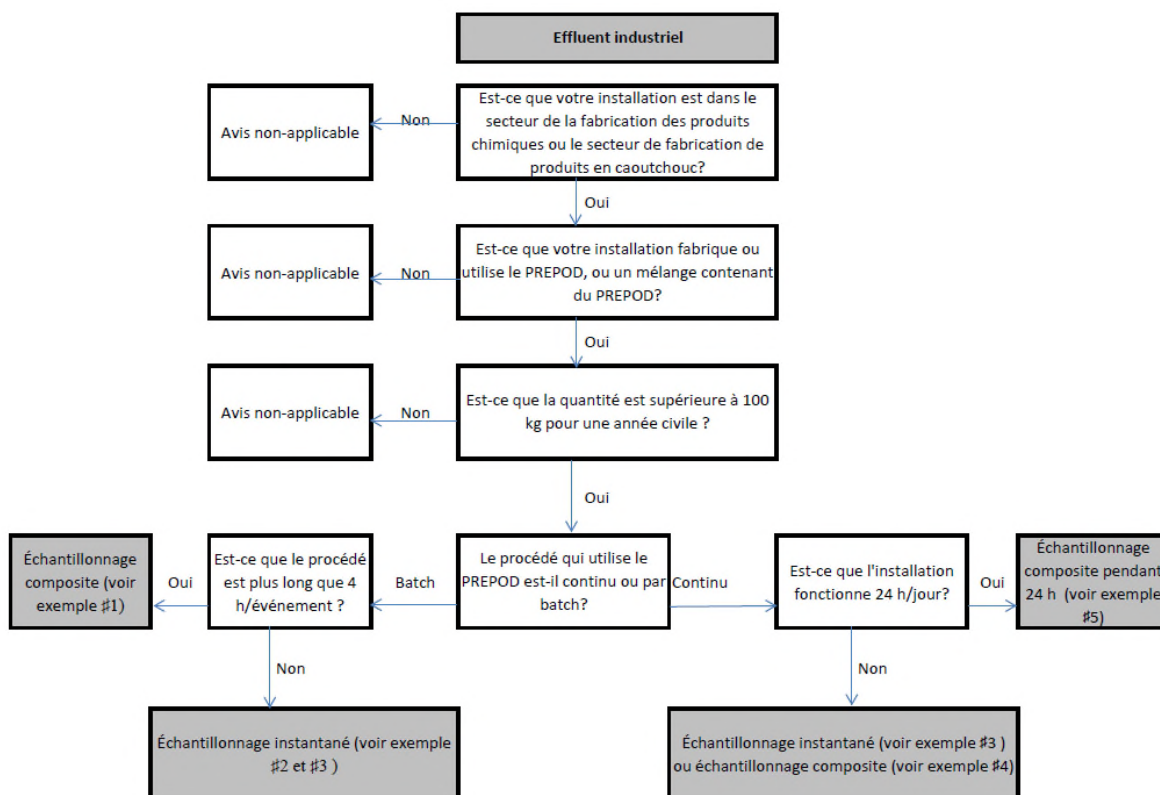 Effluent industriel
Est-ce que votre installation est dans le
secteur de la fabrication des produits
chimiques ou le secteur de fabrication de
produits en caoutchouc?
Non
Avis non-applicable
Oui
Est-ce que votre installation fabrique ou
utilise le PREPOD, ou un mélange contenant
du PREPOD?
Non
Avis non-applicable
Oui
Est-ce que la quantité est supérieure à 100
kg pour une année civile ?
Non
Avis non-applicable
Oui
Le procédé qui utilise le
PREPOD est-il continu ou par
batch?
Batch
Est-ce que le procédé
est plus long que 4
h/événement ?
Oui
Échantillonnage
composite (voir
exemple #1)
Non
Échantillonnage instantané (voir exemple
#2 et #3 )
Continu
Est-ce que l'installation
fonctionne 24 h/jour?
Oui
Échantillonnage
composite pendant
24 h (voir exemple
#5)
Non
Échantillonnage instantané (voir exemple #3 )
ou échantillonnage composite (voir exemple #4)